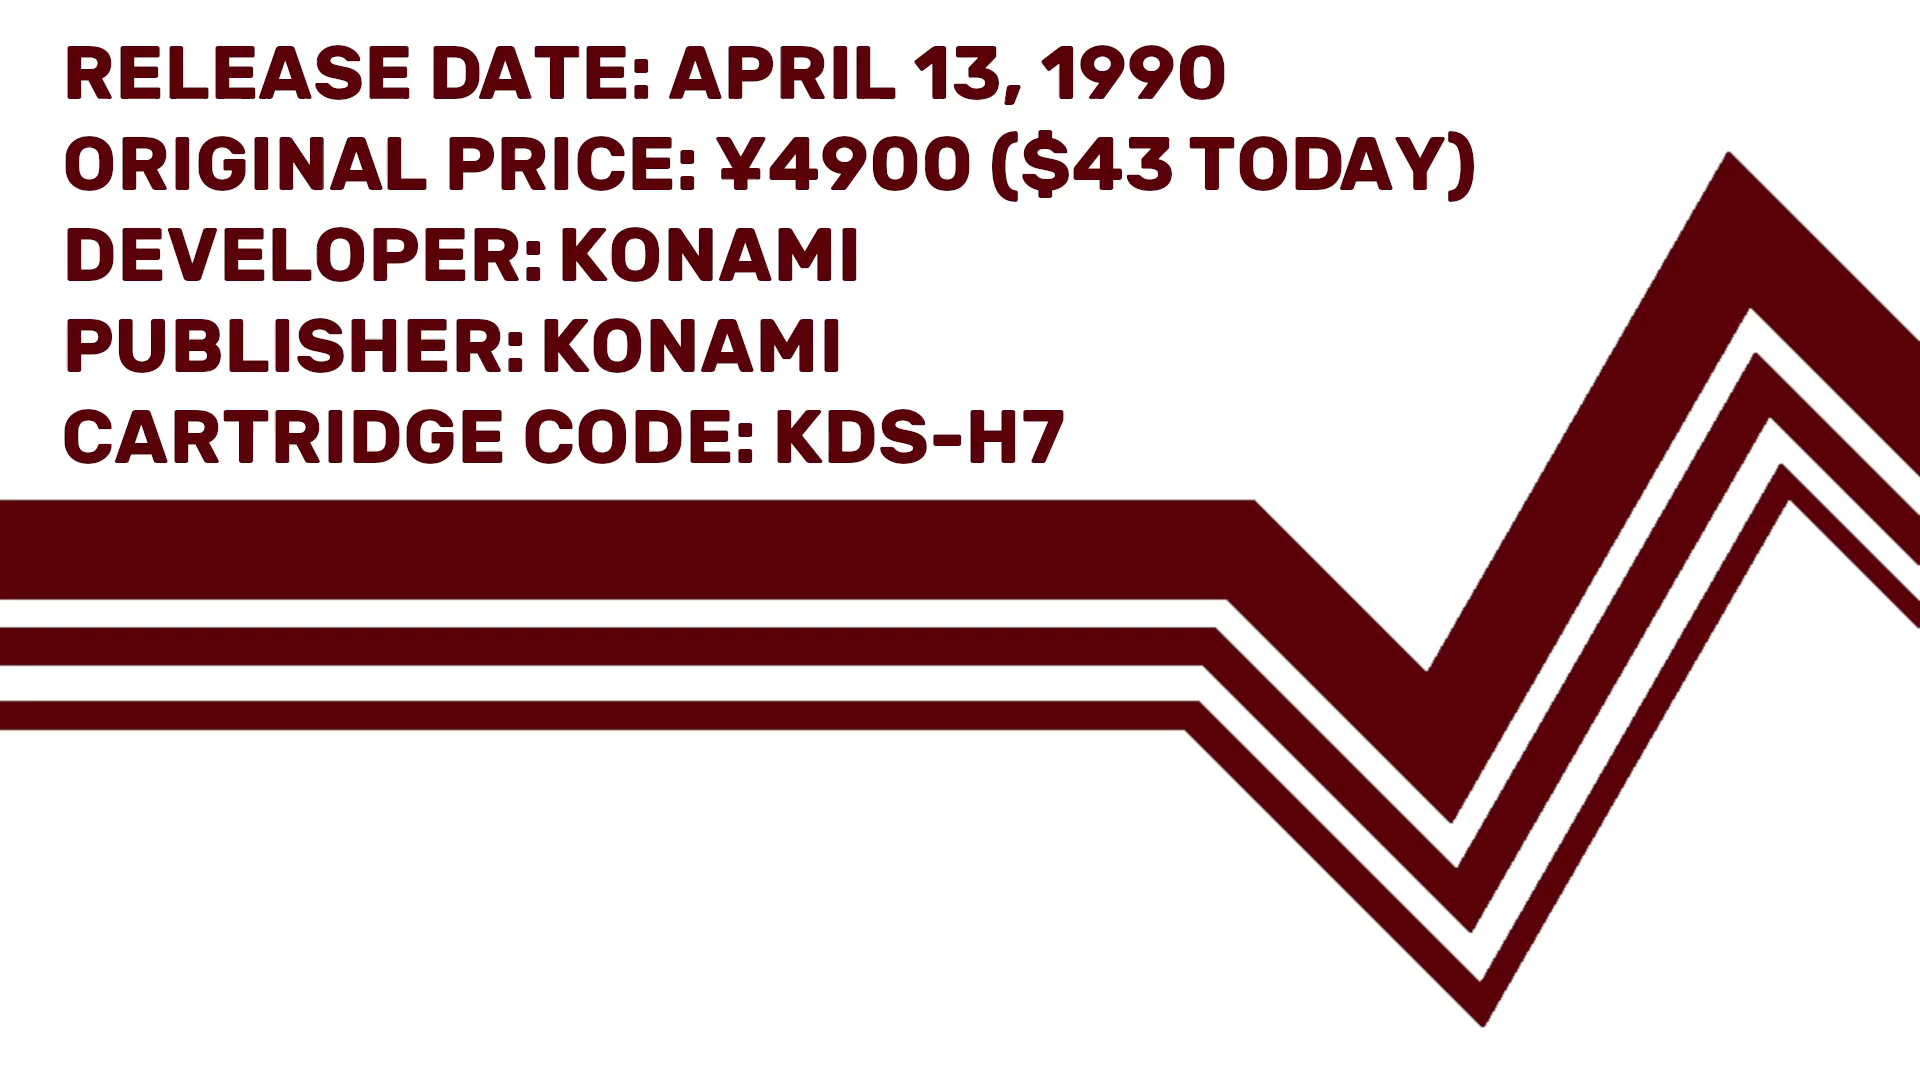 RELEASE DATE: APRIL 13, 1990
ORIGINAL PRICE: ¥4900 ($43 TODAY)
DEVELOPER: KONAMI
PUBLISHER: KONAMI
CARTRIDGE CODE: KDS-H7